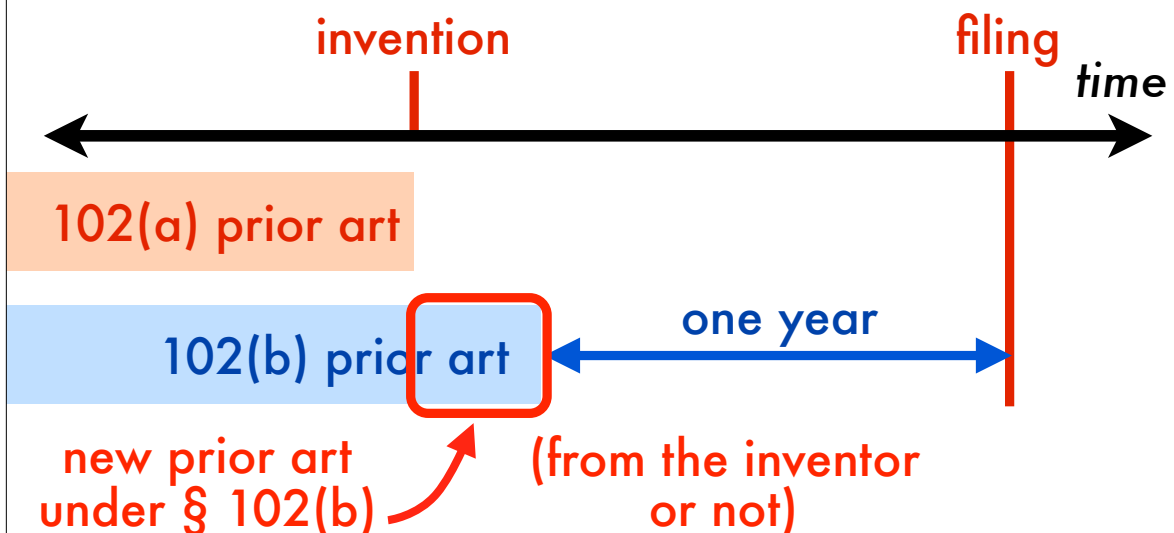 invention
filing
time
102(a) prior art
102(b) prior art
one year
new prior art
under § 102(b)
(from the inventor
or not)